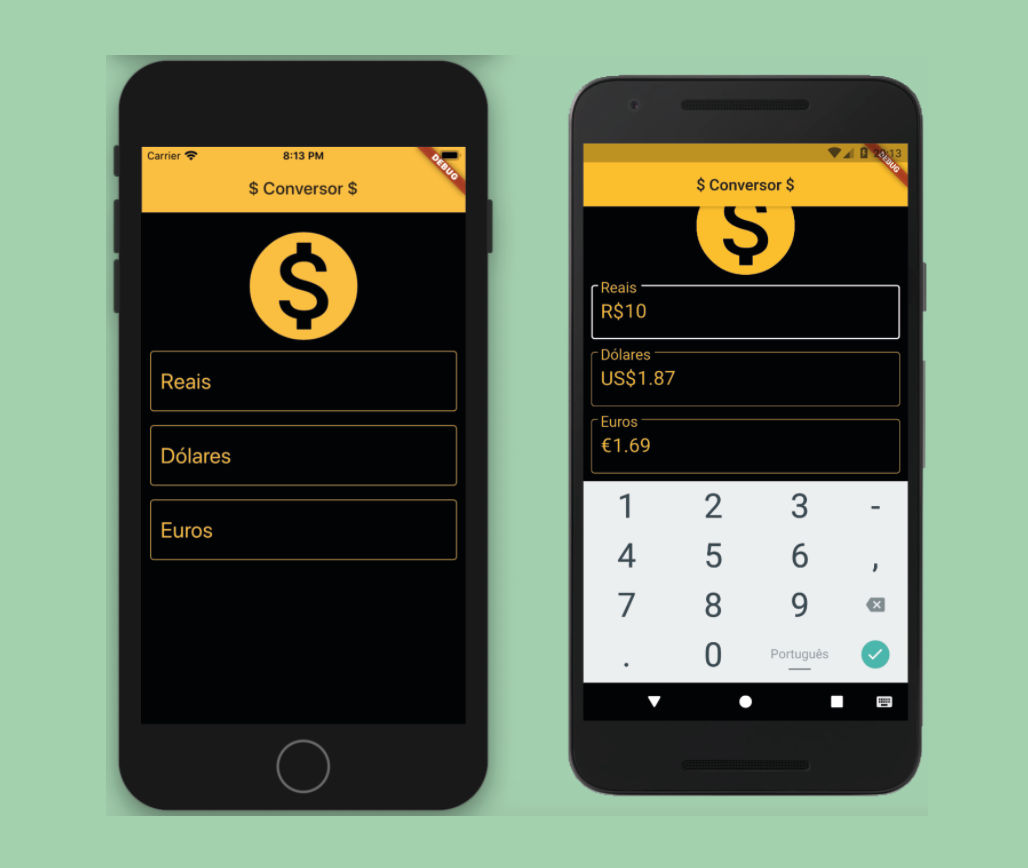 Carrier 8:13 PM
DEBUG
$ Conversor $
$
Reais
Dólares
Euros
20:13
DEBUG
$ Conversor $
$
Reais
R$10
Dólares
US$1.87
Euros
€1.69
1 2 3 -
4 5 6 ,
7 8 9
. 0 Português